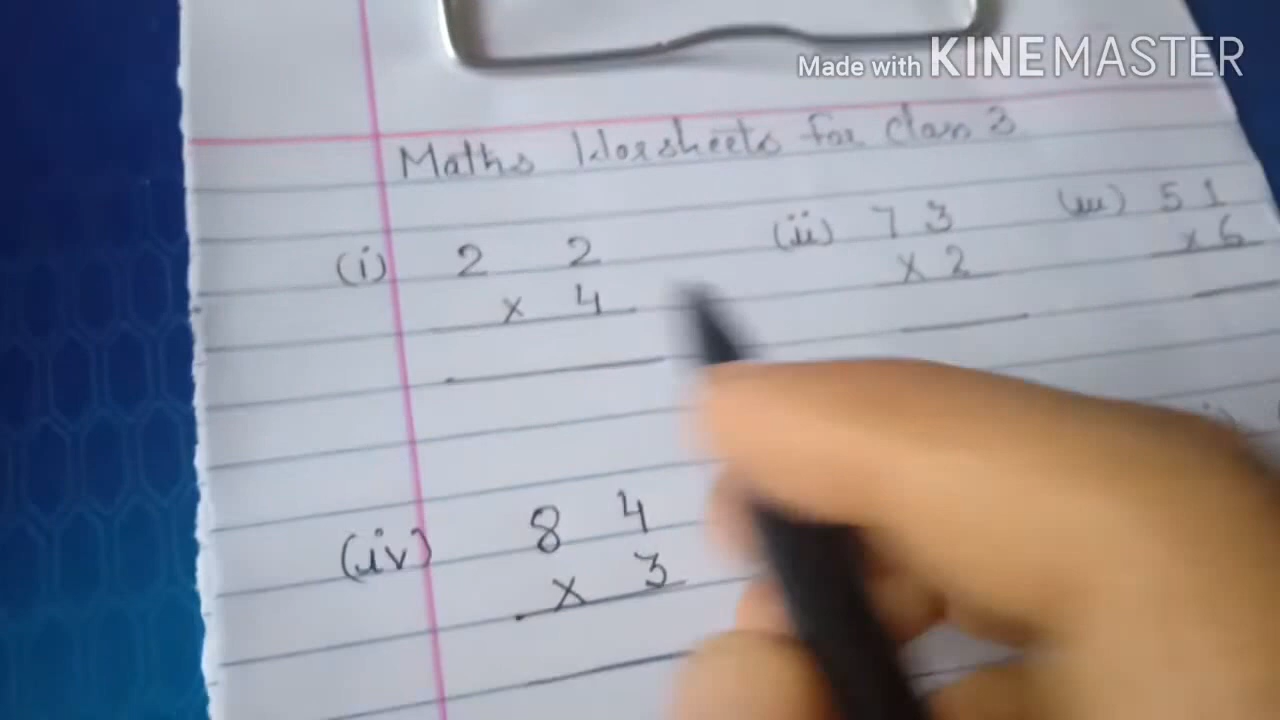 Made with KINEMASTER
Maths Worsheets for Class 3
(i) 2 2
x 4
(ii) 7 3
x 2
(iii) 5 1
x 6
(iv) 8 4
x 3